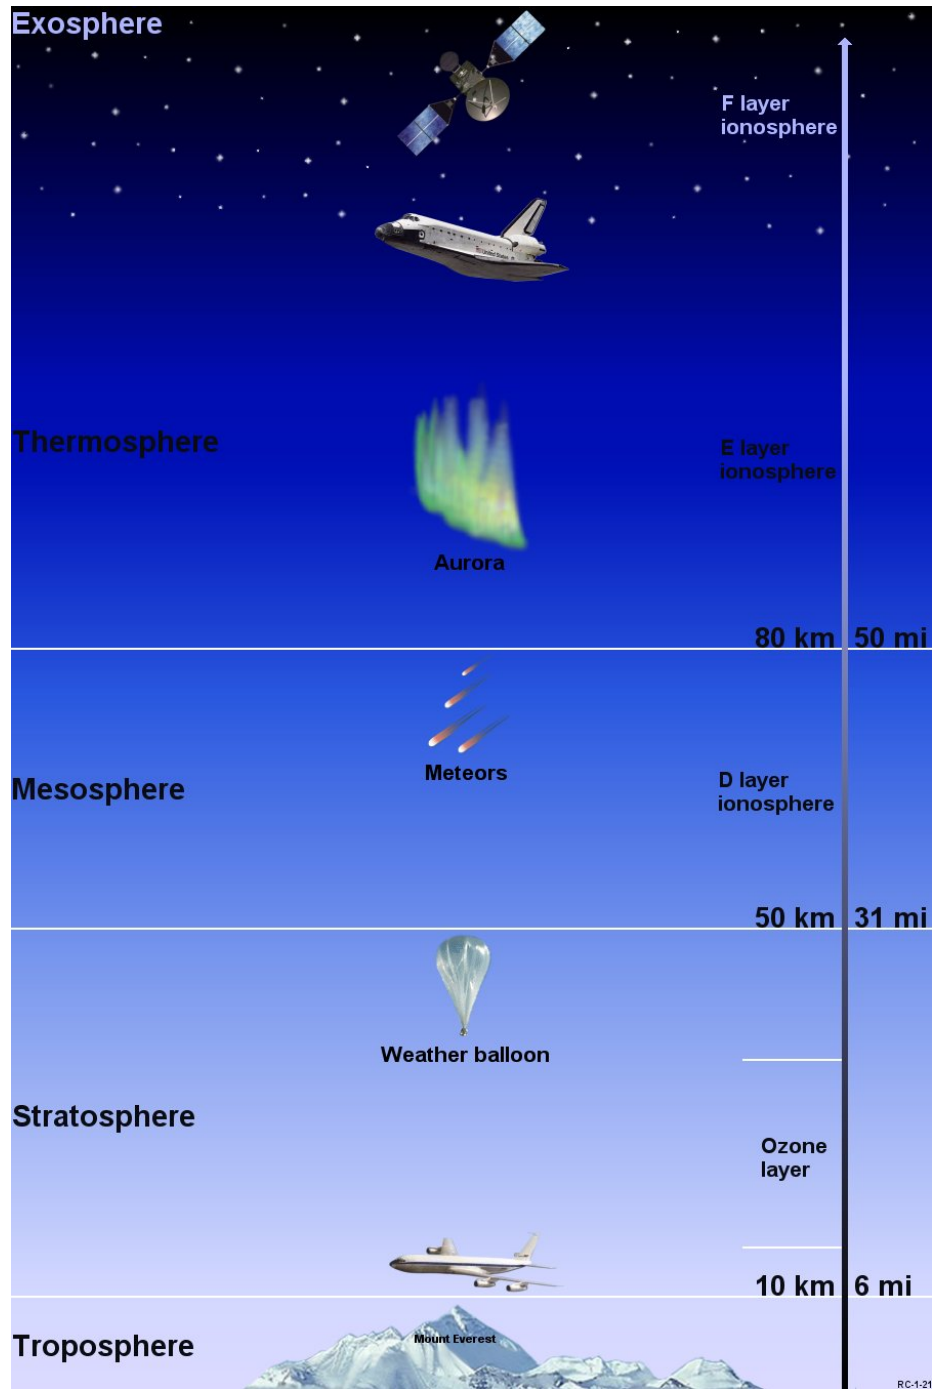 Exosphere
F layer
ionosphere
Thermosphere
E layer
ionosphere
Aurora
80 km 50 mi
Meteors
Mesosphere
D layer
ionosphere
50 km 31 mi
Weather balloon
Stratosphere
Ozone
layer
10 km 6 mi
Mount Everest
Troposphere
RC-1-21